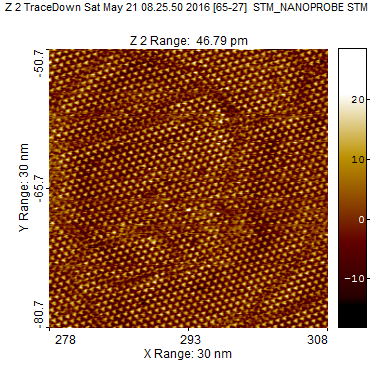 Z 2 TraceDown Sat May 21 08.25.50 2016 [65-27] STM_NANOPROBE STM
Z 2 Range: 46.79 pm
-50.7
-65.7
-80.7
Y Range: 30 nm
20
10
0
-10
278 293 308
X Range: 30 nm